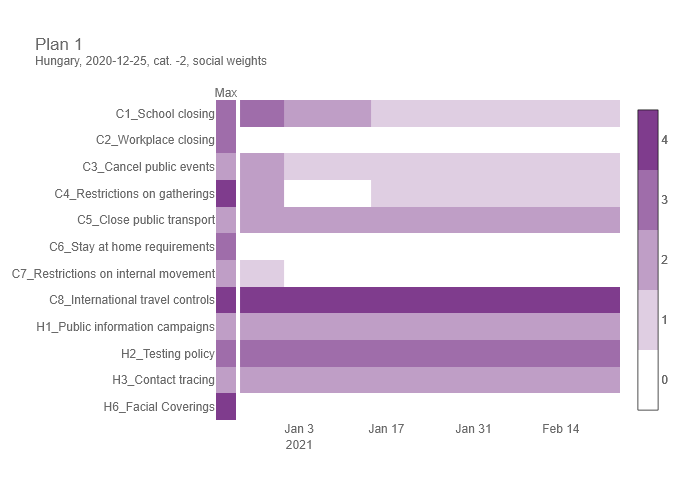 Plan 1
Hungary, 2020-12-25, cat. -2, social weights
Max
C1_School closing
C2_Workplace closing
C3_Cancel public events
C4_Restrictions on gatherings
C5_Close public transport
C6_Stay at home requirements
C7_Restrictions on internal movement
C8_International travel controls
H1_Public information campaigns
H2_Testing policy
H3_Contact tracing
H6_Facial Coverings
Jan 3
2021
Jan 17
Jan 31
Feb 14
4
3
2
1
0